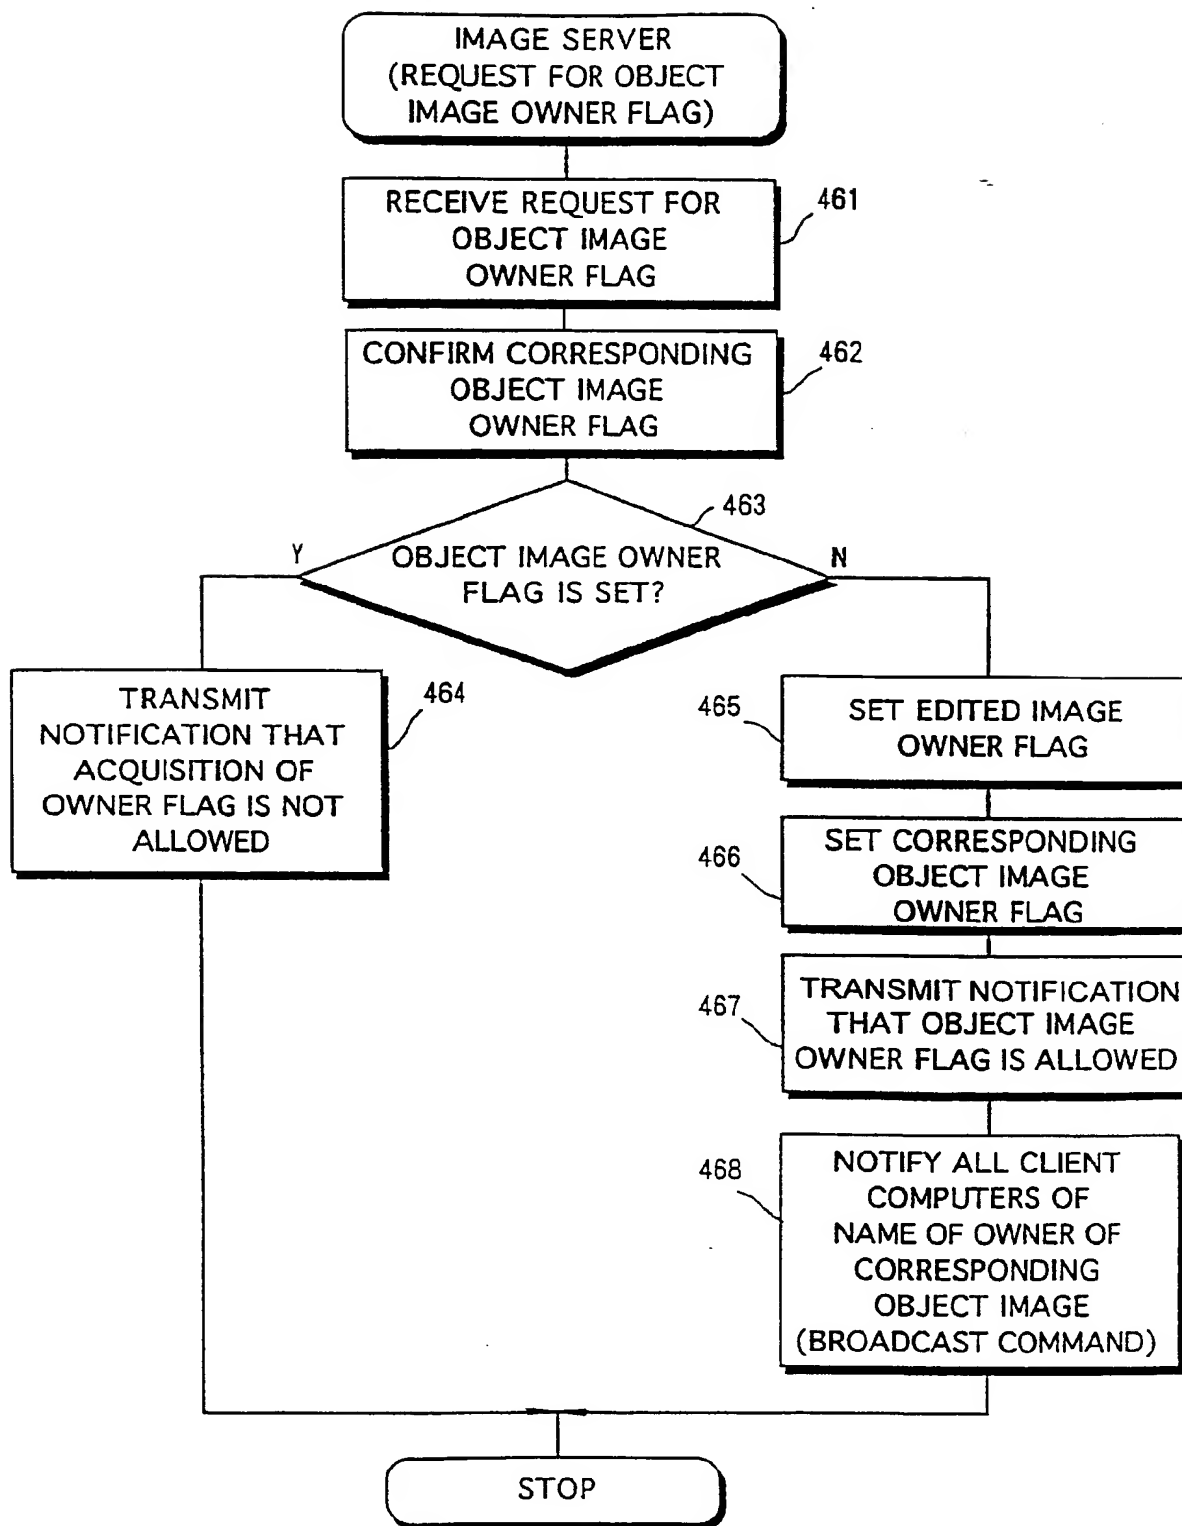 IMAGE SERVER
(REQUEST FOR OBJECT
IMAGE OWNER FLAG)
RECEIVE REQUEST FOR
OBJECT IMAGE
OWNER FLAG
461
CONFIRM CORRESPONDING
OBJECT IMAGE
OWNER FLAG
462
463
Y
OBJECT IMAGE OWNER
FLAG IS SET?
N
TRANSMIT
NOTIFICATION THAT
ACQUISITION OF
OWNER FLAG IS NOT
ALLOWED
464
465
SET EDITED IMAGE
OWNER FLAG
466
SET CORRESPONDING
OBJECT IMAGE
OWNER FLAG
467
TRANSMIT NOTIFICATION
THAT OBJECT IMAGE
OWNER FLAG IS ALLOWED
468
NOTIFY ALL CLIENT
COMPUTERS OF
NAME OF OWNER OF
CORRESPONDING
OBJECT IMAGE
(BROADCAST COMMAND)
STOP